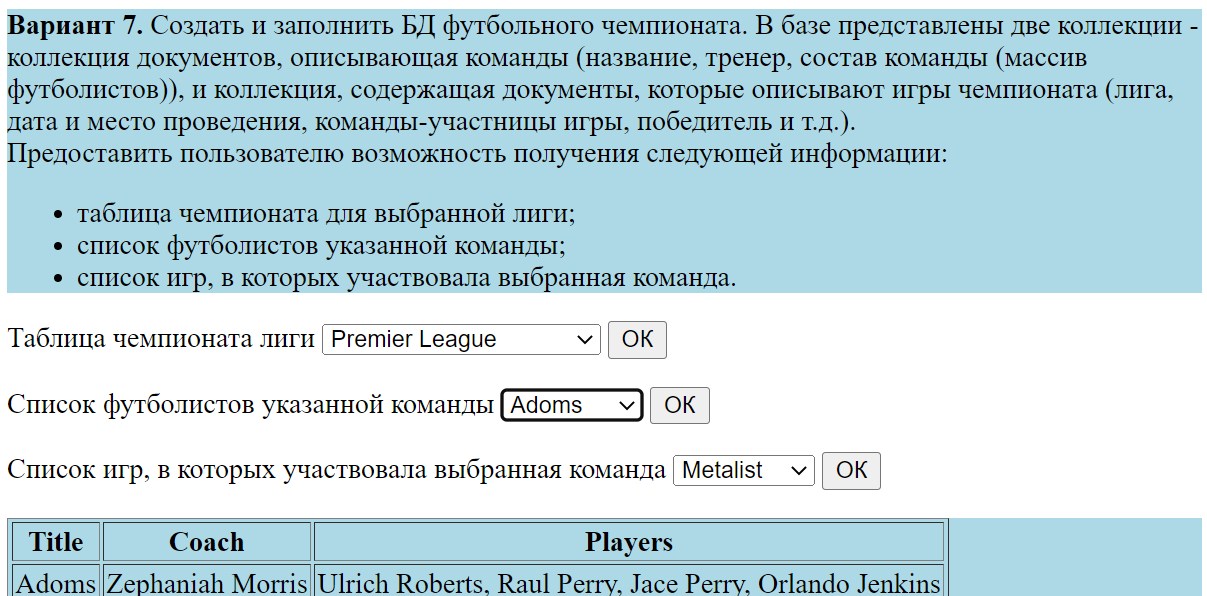 Вариант 7. Создать и заполнить БД футбольного чемпионата. В базе представлены две коллекции -
коллекция документов, описывающая команды (название, тренер, состав команды (массив
футболистов)), и коллекция, содержащая документы, которые описывают игры чемпионата (лига,
дата и место проведения, команды-участницы игры, победитель и т.д.).
Предоставить пользователю возможность получения следующей информации:
• таблица чемпионата для выбранной лиги;
• список футболистов указанной команды;
• список игр, в которых участвовала выбранная команда.
Таблица чемпионата лиги Premier League ОК
Список футболистов указанной команды Adoms ОК
Список игр, в которых участвовала выбранная команда Metalist ОК
Title Coach Players
Adoms Zephaniah Morris Ulrich Roberts, Raul Perry, Jace Perry, Orlando Jenkins